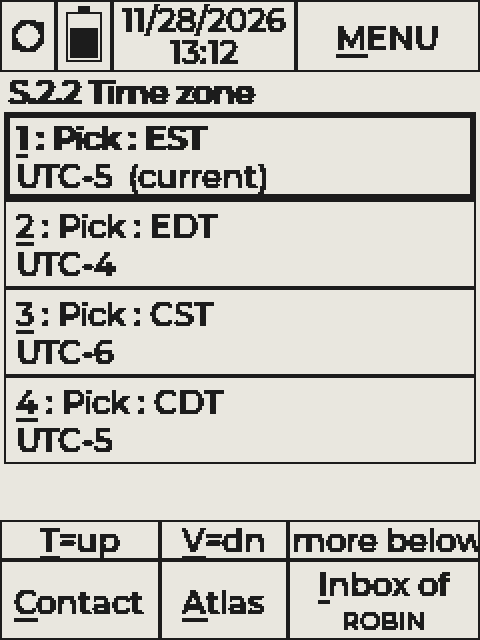 11/28/2026
13:12
MENU
S.2.2 Time zone
1 : Pick : EST
UTC-5 (current)
2 : Pick : EDT
UTC-4
3 : Pick : CST
UTC-6
4 : Pick : CDT
UTC-5
T=up
V=dn
more below
Contact
Atlas
Inbox of
ROBIN